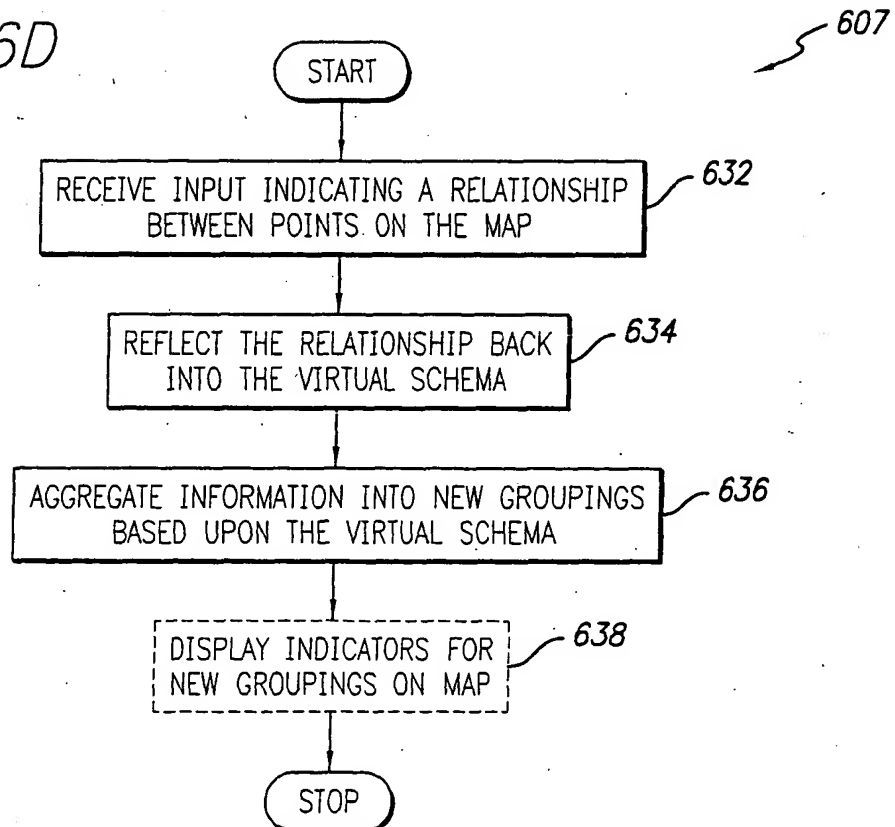 6D
607
START
RECEIVE INPUT INDICATING A RELATIONSHIP
BETWEEN POINTS ON THE MAP
632
REFLECT THE RELATIONSHIP BACK
INTO THE VIRTUAL SCHEMA
634
AGGREGATE INFORMATION INTO NEW GROUPINGS
BASED UPON THE VIRTUAL SCHEMA
636
DISPLAY INDICATORS FOR
NEW GROUPINGS ON MAP
638
STOP